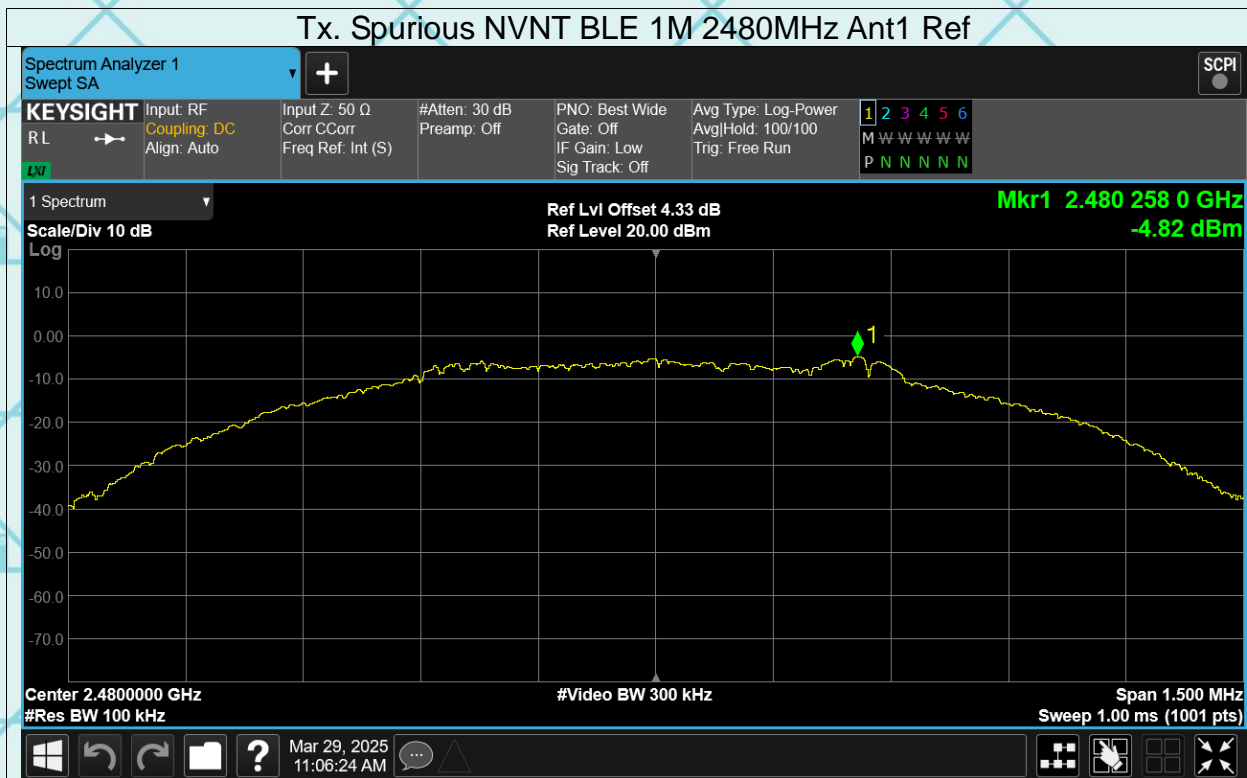 Tx. Spurious NVNT BLE 1M 2480MHz Ant1 Ref
Spectrum Analyzer 1
Swept SA
+
SCPI
KEYSIGHT
RL
LXI
Input: RF
Coupling: DC
Align: Auto
Input Z: 50 Ω
Corr CCorr
Freq Ref: Int (S)
#Atten: 30 dB
Preamp: Off
PNO: Best Wide
Gate: Off
IF Gain: Low
Sig Track: Off
Avg Type: Log-Power
Avg|Hold: 100/100
Trig: Free Run
1 2 3 4 5 6
M W W W W W
P N N N N N
1 Spectrum
Scale/Div 10 dB
Log
Ref Lvl Offset 4.33 dB
Ref Level 20.00 dBm
Mkr1 2.480 258 0 GHz
-4.82 dBm
1
10.0
0.00
-10.0
-20.0
-30.0
-40.0
-50.0
-60.0
-70.0
Center 2.4800000 GHz
#Res BW 100 kHz
#Video BW 300 kHz
Span 1.500 MHz
Sweep 1.00 ms (1001 pts)
?
Mar 29, 2025
11:06:24 AM